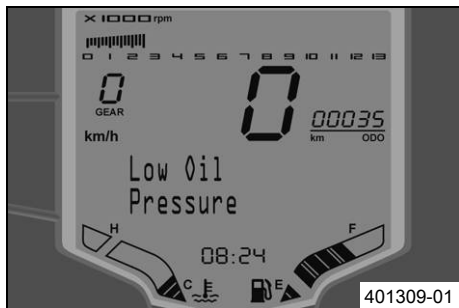 x 1000 rpm
0 1 2 3 4 5 6 7 8 9 10 11 12 13
0 0 00035
GEAR km ODO
km/h
Low Oil
Pressure
H F
08:24
C E
401309-01